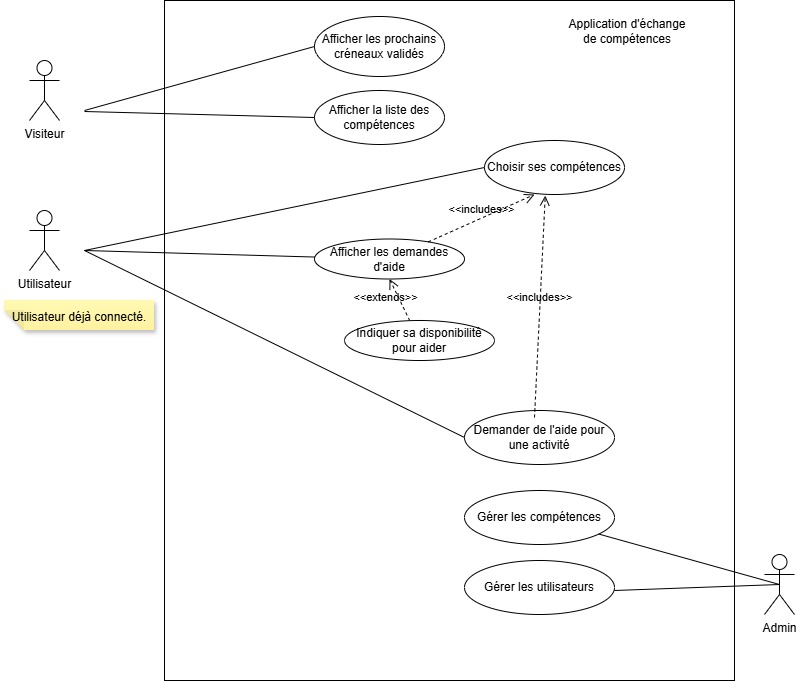 Application d'échange
de compétences
Afficher les prochains
créneaux validés
Afficher la liste des
compétences
Visiteur
Choisir ses compétences
<<includes>>
Afficher les demandes
d'aide
Utilisateur
<<extends>>
<<includes>>
Utilisateur déjà connecté.
Indiquer sa disponibilité
pour aider
Demander de l'aide pour
une activité
Gérer les compétences
Gérer les utilisateurs
Admin